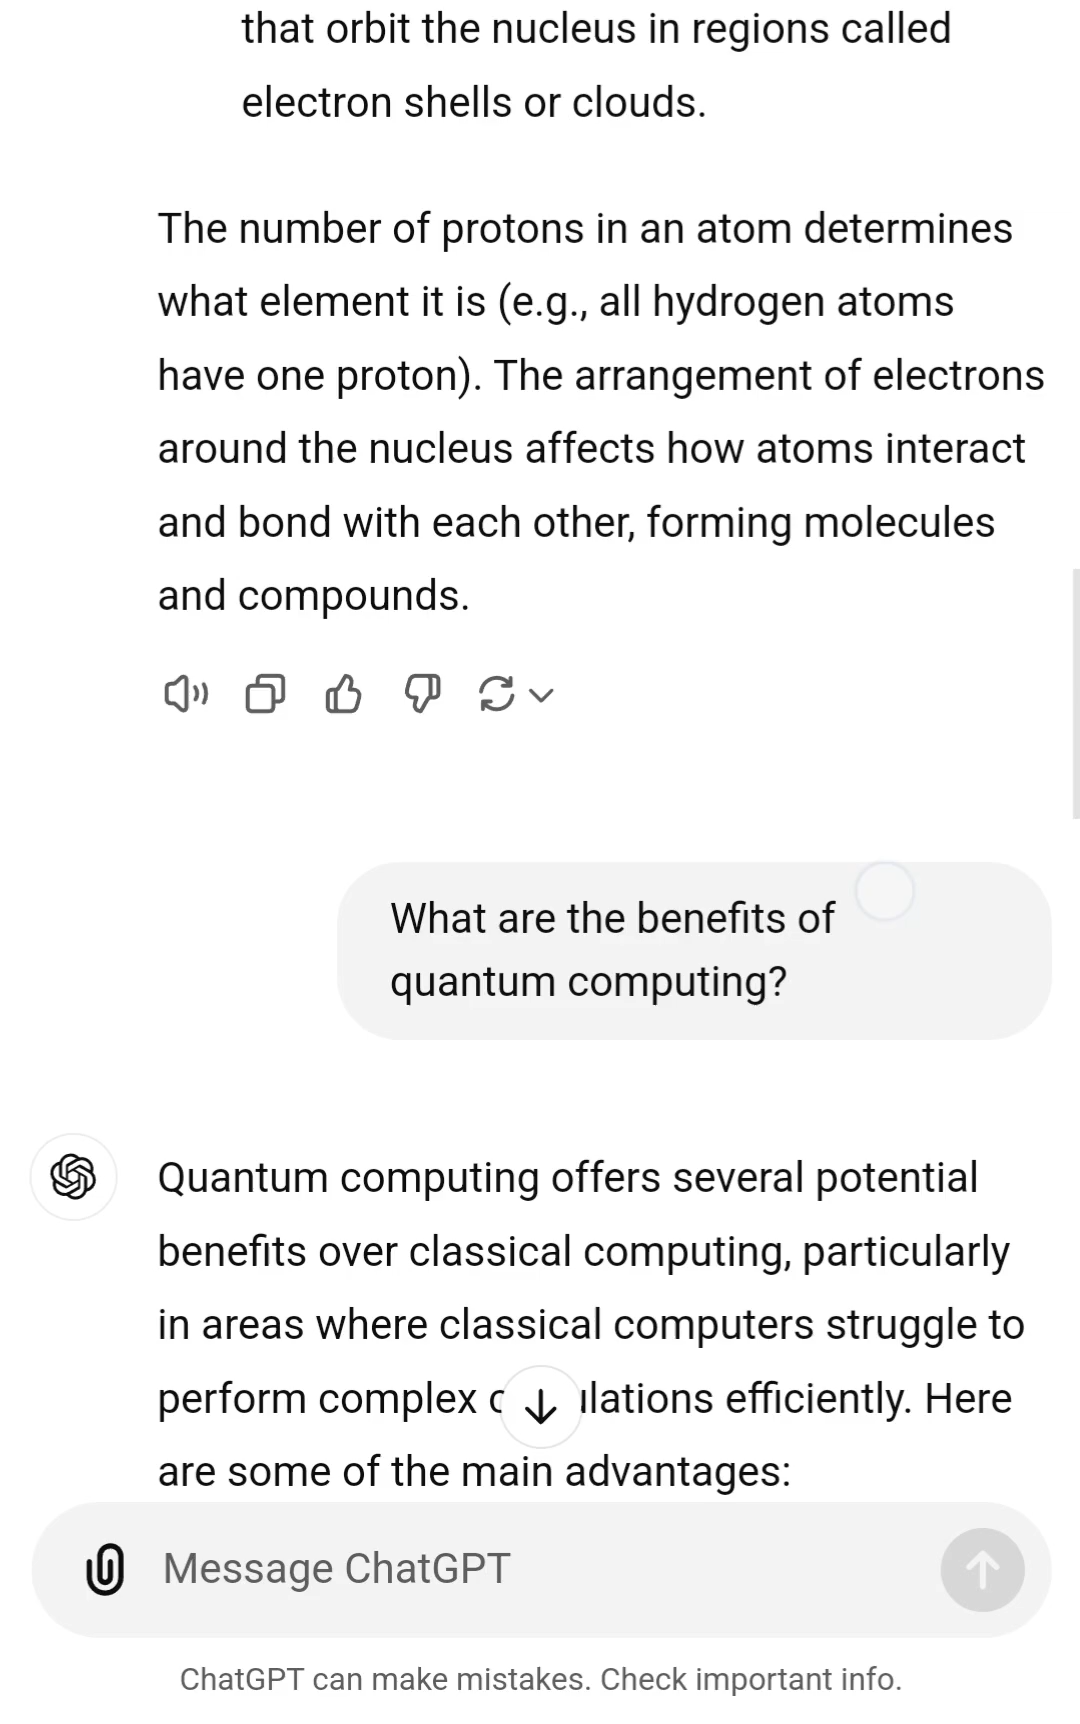 that orbit the nucleus in regions called
electron shells or clouds.
The number of protons in an atom determines
what element it is (e.g., all hydrogen atoms
have one proton). The arrangement of electrons
around the nucleus affects how atoms interact
and bond with each other, forming molecules
and compounds.
What are the benefits of
quantum computing?
Quantum computing offers several potential
benefits over classical computing, particularly
in areas where classical computers struggle to
perform complex efficiently. Here
are some of the main advantages:
Message ChatGPT
ChatGPT can make mistakes. Check important info.